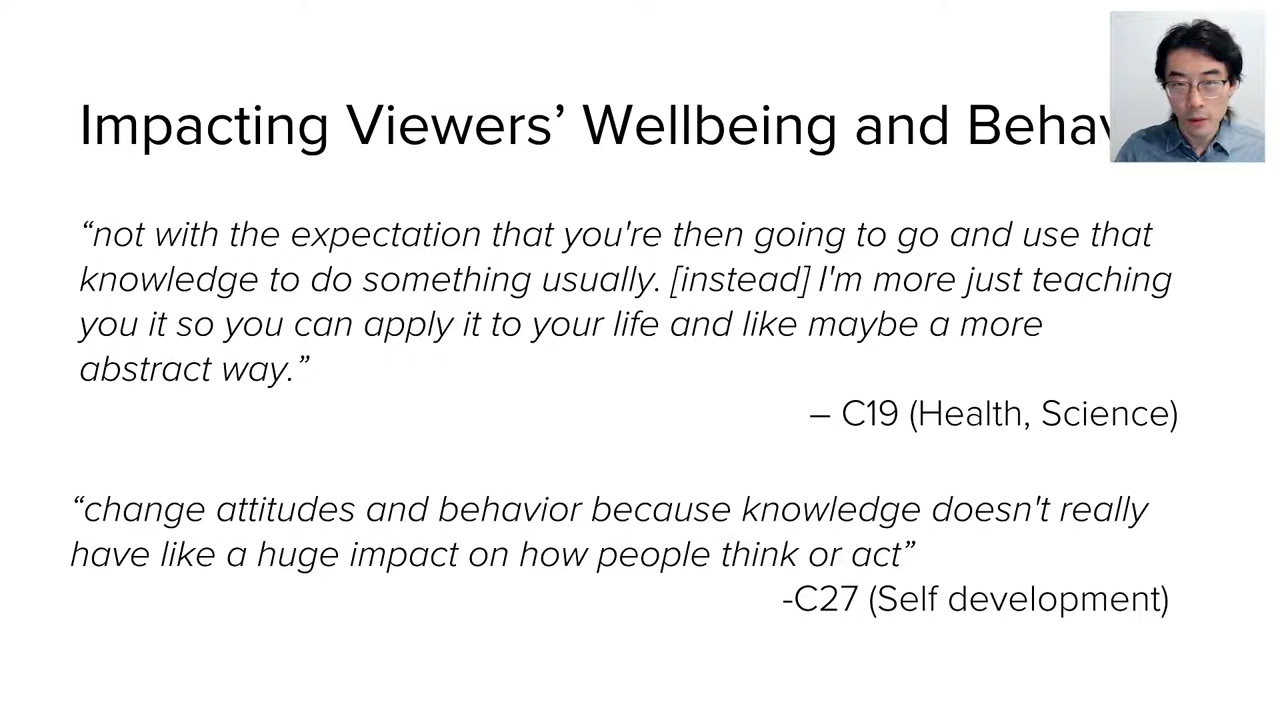 Impacting Viewers’ Wellbeing and
“not with the expectation that you're then going to go and use that
knowledge to do something usually. [instead] I'm more just teaching
you it so you can apply it to your life and like maybe a more
abstract way.”
– C19 (Health, Science)
“change attitudes and behavior because knowledge doesn't really
have like a huge impact on how people think or act”
-C27 (Self development)